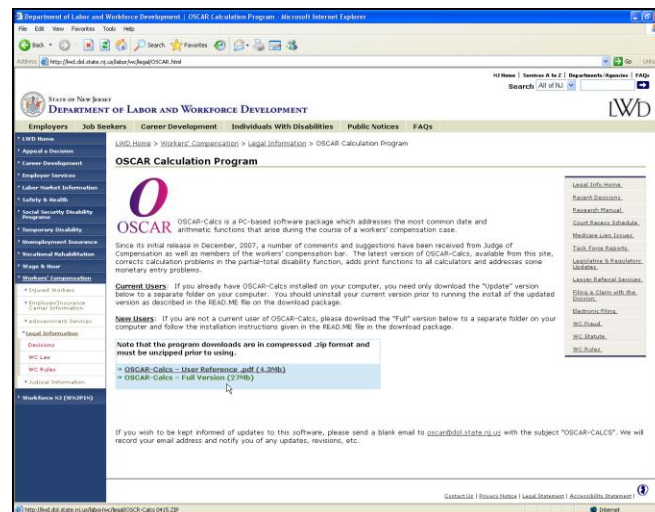 Department of Labor and Workforce Development | OSCAR Calculation Program - Microsoft Internet Explorer
File Edit View Favorites Tools Help
Back Search Favorites
Address http://lwd.dol.state.nj.us/labor/wc/legal/OSCAR.html Go Links
NJ Home | Services A to Z | Departments/Agencies | FAQs
Search All of NJ
STATE OF NEW JERSEY
DEPARTMENT OF LABOR AND WORKFORCE DEVELOPMENT
LWD
Employers Job Seekers Career Development Individuals With Disabilities Public Notices FAQs
LWD Home
Appeal a Decision
Career Development
Employer Services
Labor Market Information
Safety & Health
Social Security Disability
Programs
Temporary Disability
Unemployment Insurance
Vocational Rehabilitation
Wage & Hour
Workers' Compensation
Injured Workers
Employer/Insurance
Carrier Information
eGovernment Services
Legal Information
Decisions
WC Law
WC Rules
Judicial Information
Workforce NJ (WNJPIN)
LWD Home > Workers' Compensation > Legal Information > OSCAR Calculation Program
OSCAR Calculation Program
O
OSCAR
OSCAR-Calcs is a PC-based software package which addresses the most common date and
arithmetic functions that arise during the course of a workers' compensation case.
Since its initial release in December, 2007, a number of comments and suggestions have been received from Judge of
Compensation as well as members of the workers' compensation bar. The latest version of OSCAR-Calcs, available from this site,
corrects calculation problems in the partial-total disability function, adds print functions to all calculators and addresses some
monetary entry problems.
Current Users: If you already have OSCAR-Calcs installed on your computer, you need only download the "Update" version
below to a separate folder on your computer. You should uninstall your current version prior to running the install of the updated
version as described in the READ.ME file in the download package.
New Users: If you are not a current user of OSCAR-Calcs, please download the "Full" version below to a separate folder on your
computer and follow the installation instructions given in the READ.ME file in the download package.
Note that the program downloads are in compressed .zip format and
must be unzipped prior to using.
OSCAR-Calcs – User Reference .pdf (4.3Mb)
OSCAR-Calcs – Full Version (27Mb)
If you wish to be kept informed of updates to this software, please send a blank email to oscar@dol.state.nj.us with the subject "OSCAR-CALCS". We will
record your email address and notify you of any updates, revisions, etc.
Legal Info Home
Recent Decisions
Research Manual
Court Recess Schedule
Medicare Lien Issues
Task Force Reports
Legislative & Regulatory
Updates
Lawyer Referral Services
Filing a Claim with the
Division
Electronic Filing
WC Fraud
WC Statute
WC Rules
Contact Us | Privacy Notice | Legal Statement | Accessibility Statement
http://lwd.dol.state.nj.us/labor/wc/legal/OSCR-Calcs 0415.ZIP Internet